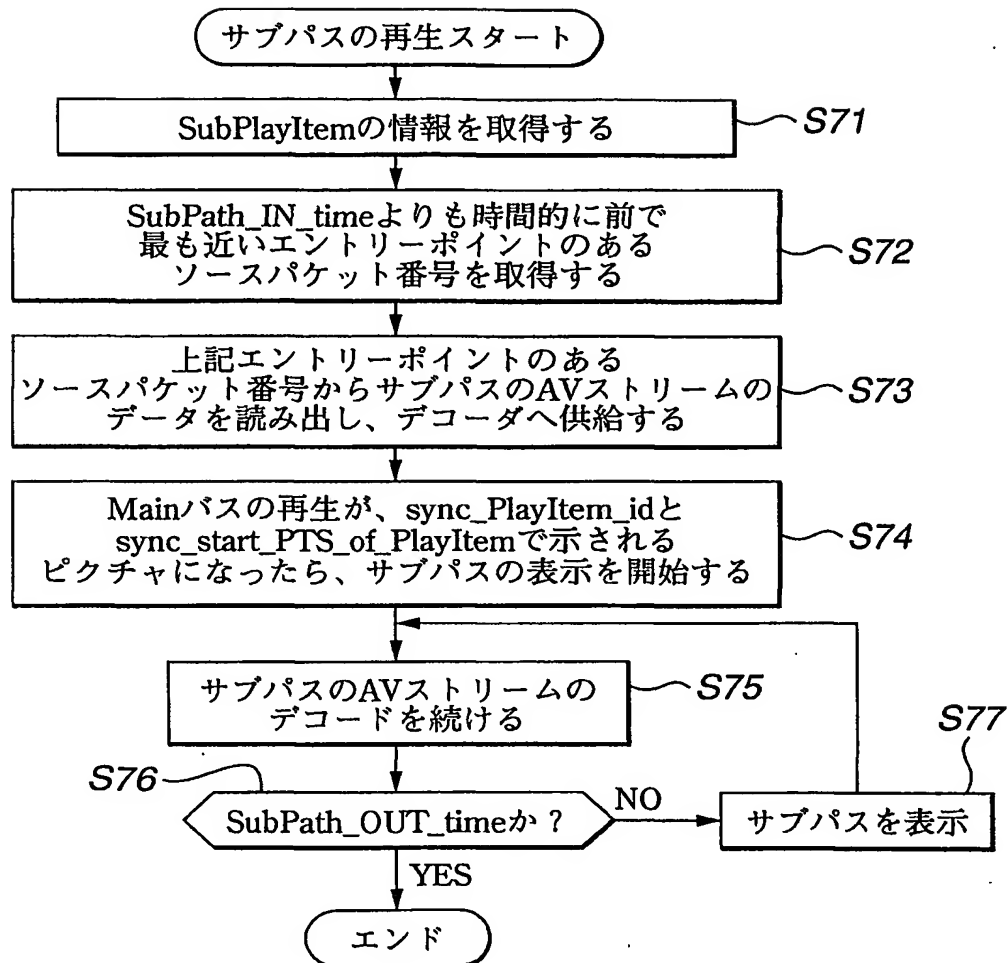 サブパスの再生スタート
SubPlayItemの情報を取得する
S71
SubPath_IN_timeよりも時間的に前で
最も近いエントリーポイントのある
ソースパケット番号を取得する
S72
上記エントリーポイントのある
ソースパケット番号からサブパスのAVストリームの
データを読み出し、デコーダへ供給する
S73
Mainパスの再生が、sync_PlayItem_idと
sync_start_PTS_of_PlayItemで示される
ピクチャになったら、サブパスの表示を開始する
S74
サブパスのAVストリームの
デコードを続ける
S75
S76
SubPath_OUT_timeか？
NO
S77
サブパスを表示
YES
エンド